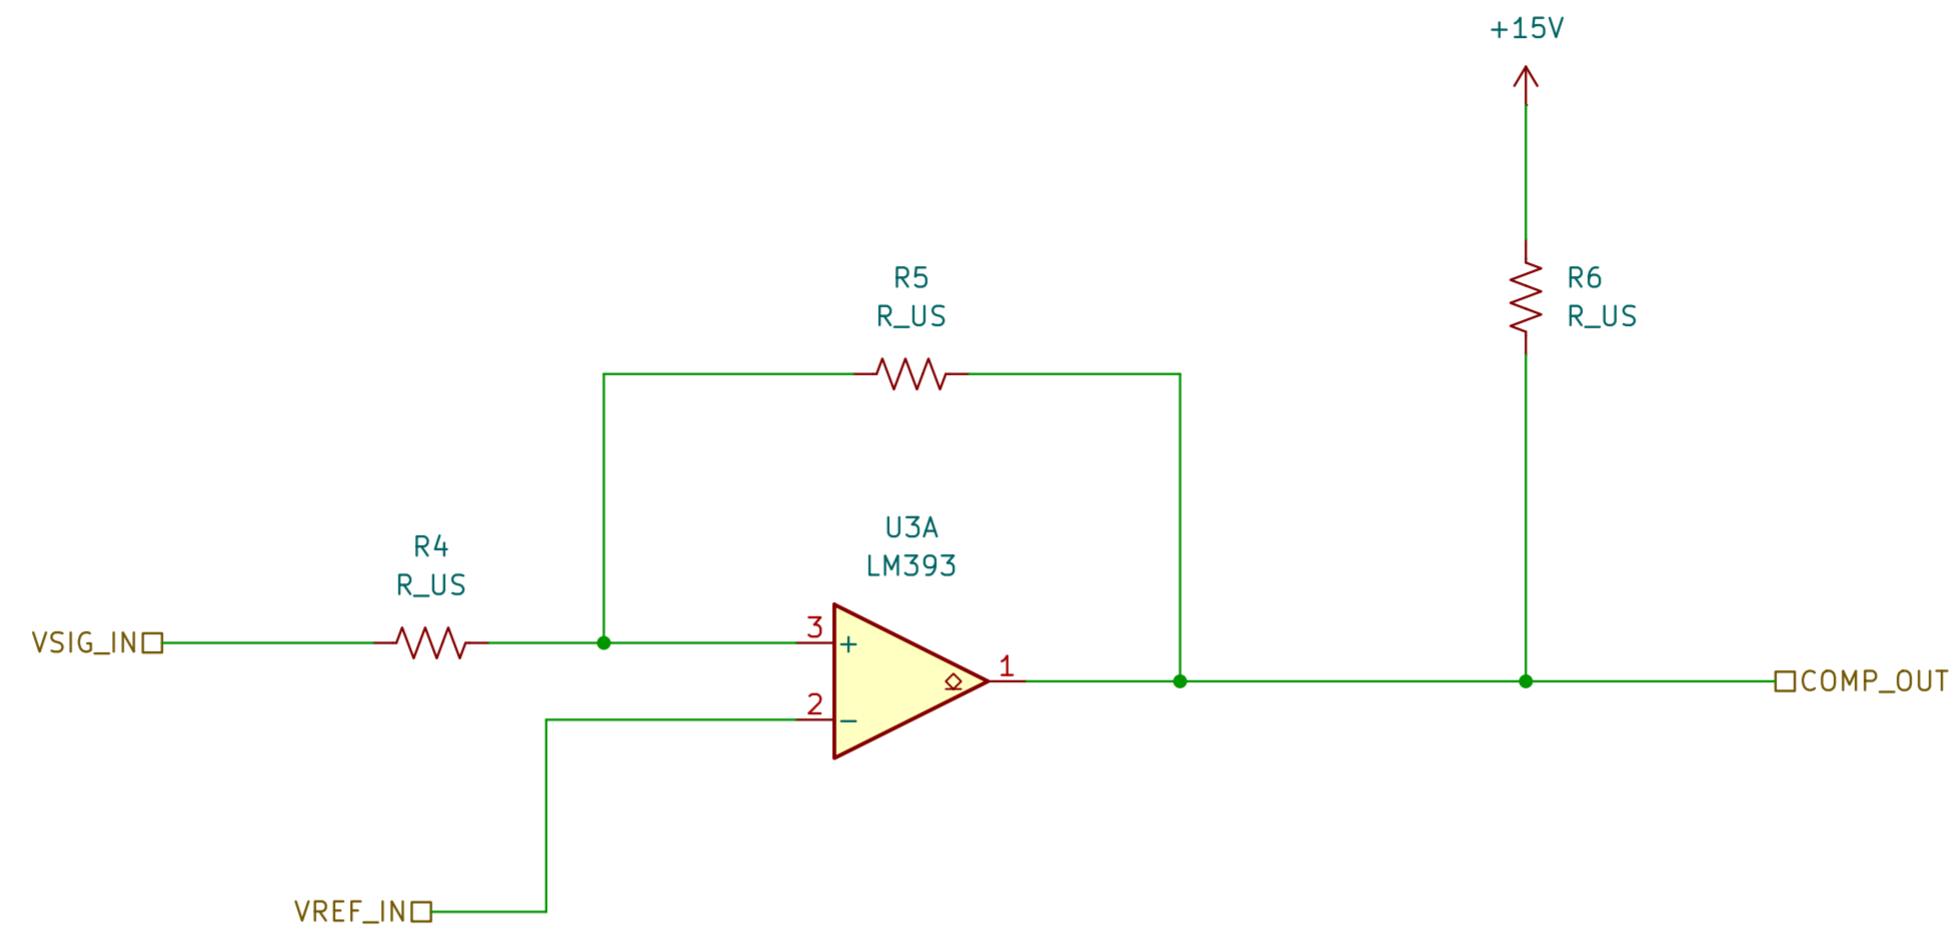 +15V
R5
R_US
R6
R_US
U3A
LM393
R4
R_US
VSIG_IN
3
+
1
COMP_OUT
2
−
VREF_IN